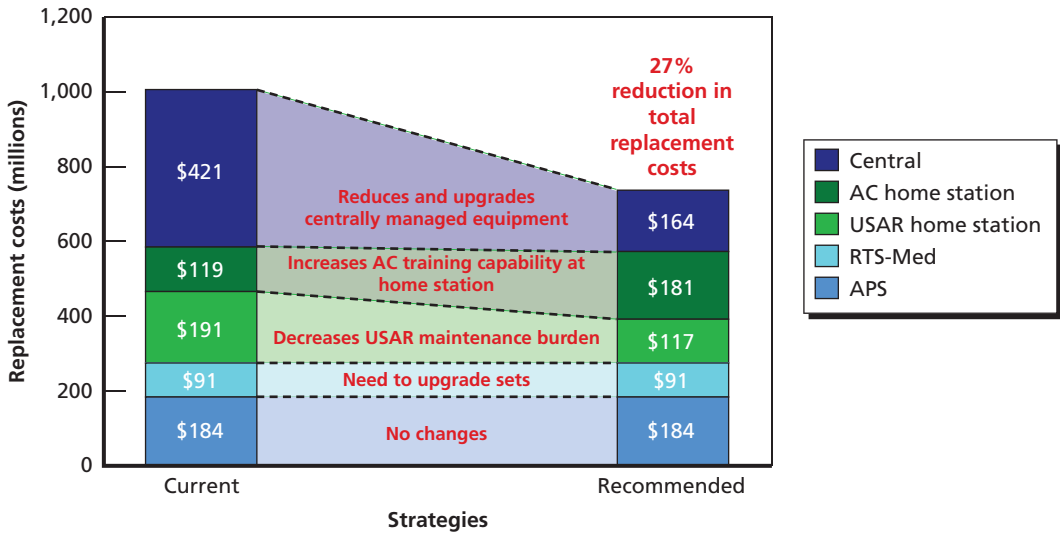 Replacement costs (millions)
1,200
1,000
800
600
400
200
0
$421
$119
$191
$91
$184
Reduces and upgrades
centrally managed equipment
Increases AC training capability at
home station
Decreases USAR maintenance burden
Need to upgrade sets
No changes
27%
reduction in
total
replacement
costs
$164
$181
$117
$91
$184
Current
Recommended
Strategies
Central
AC home station
USAR home station
RTS-Med
APS